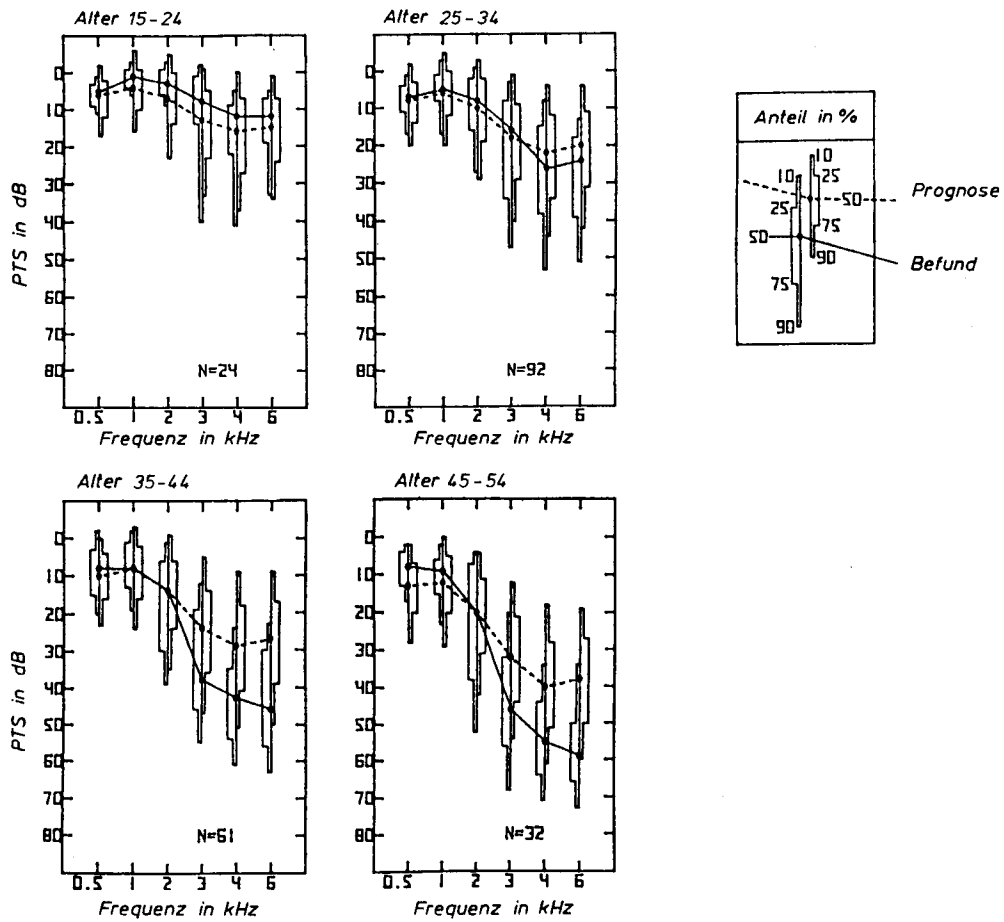 Alter 15-24
PTS in dB
0
10
20
30
40
50
60
70
80
N=24
0.5 1 2 3 4 6
Frequenz in kHz
Alter 25-34
0
10
20
30
40
50
60
70
80
N=92
0.5 1 2 3 4 6
Frequenz in kHz
Anteil in %
10
10
25
25
50
50
75
75
90
90
Prognose
Befund
Alter 35-44
PTS in dB
0
10
20
30
40
50
60
70
80
N=61
0.5 1 2 3 4 6
Frequenz in kHz
Alter 45-54
0
10
20
30
40
50
60
70
80
N=32
0.5 1 2 3 4 6
Frequenz in kHz